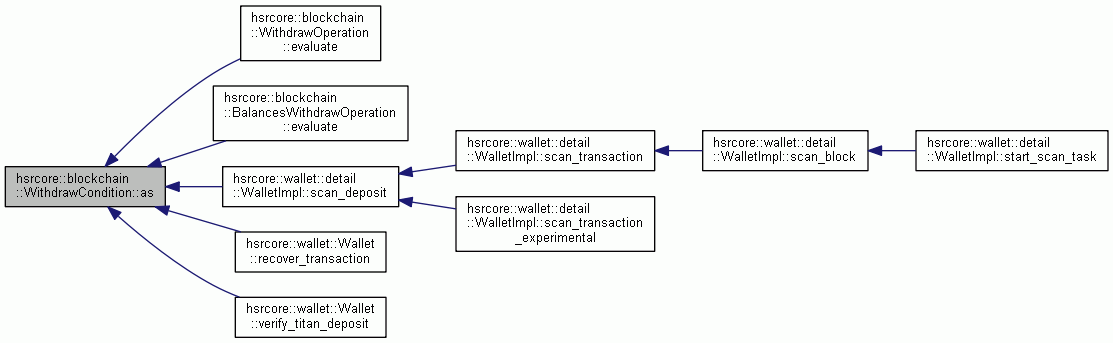 hsrcore::blockchain
::WithdrawOperation
::evaluate
hsrcore::blockchain
::BalancesWithdrawOperation
::evaluate
hsrcore::blockchain
::WithdrawCondition::as
hsrcore::wallet::detail
::WalletImpl::scan_deposit
hsrcore::wallet::detail
::WalletImpl::scan_transaction
hsrcore::wallet::detail
::WalletImpl::scan_block
hsrcore::wallet::detail
::WalletImpl::start_scan_task
hsrcore::wallet::detail
::WalletImpl::scan_transaction
_experimental
hsrcore::wallet::Wallet
::recover_transaction
hsrcore::wallet::Wallet
::verify_titan_deposit